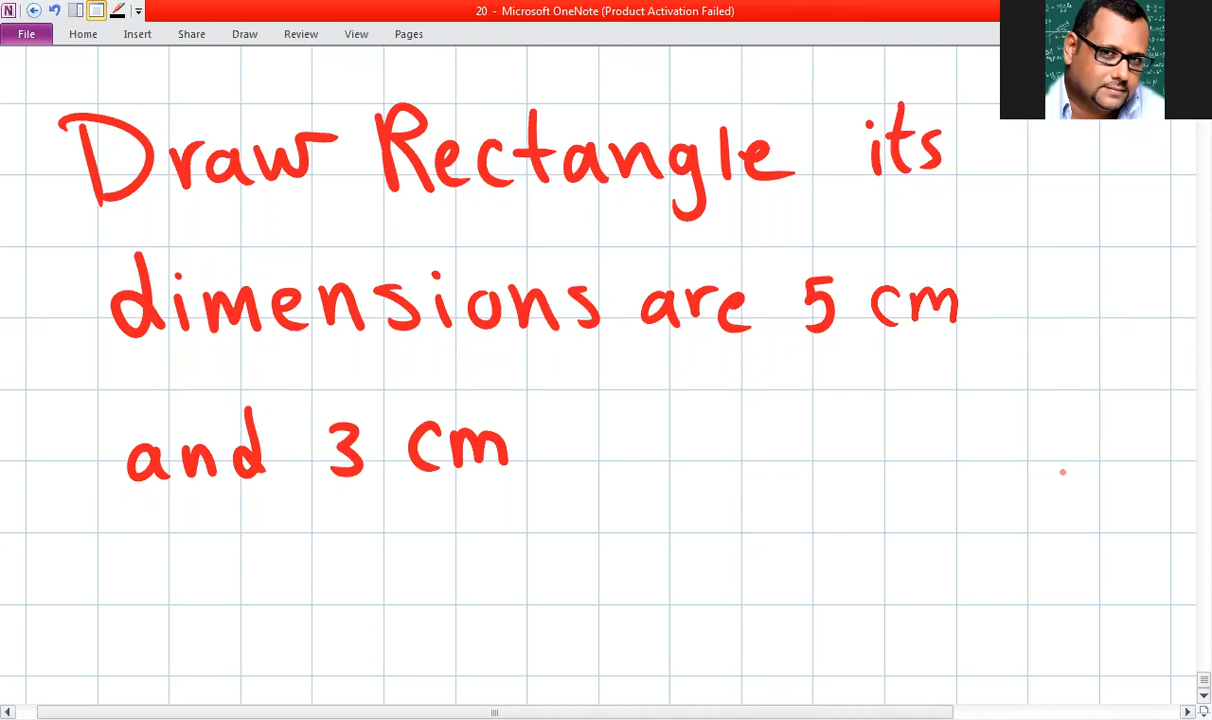 20 - Microsoft OneNote (Product Activation Failed)
File Home Insert Share Draw Review View Pages
Draw Rectangle its
dimensions are 5 cm
and 3 cm